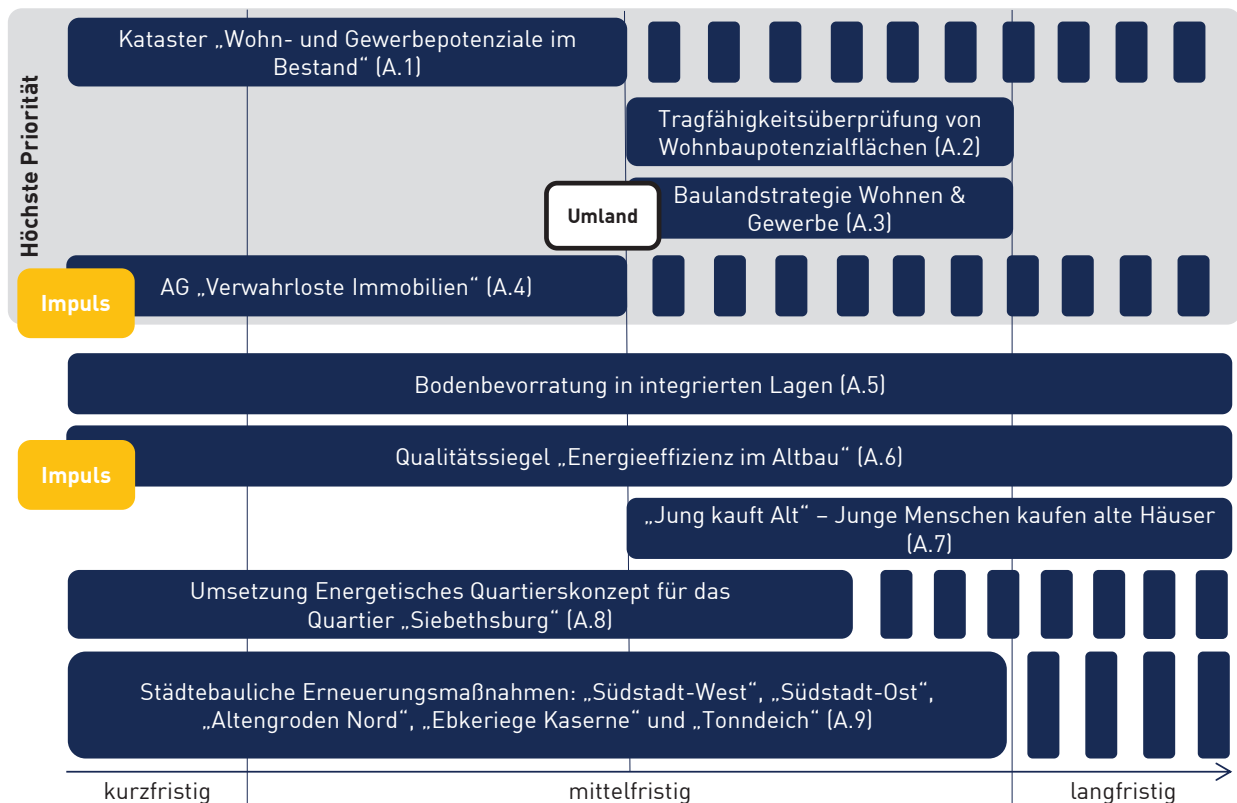 Höchste Priorität
Kataster „Wohn- und Gewerbepotenziale im
Bestand“ (A.1)
Tragfähigkeitsüberprüfung von
Wohnbaupotenzialflächen (A.2)
Umland
Baulandstrategie Wohnen &
Gewerbe (A.3)
Impuls
AG „Verwahrloste Immobilien“ (A.4)
Bodenbevorratung in integrierten Lagen (A.5)
Impuls
Qualitätssiegel „Energieeffizienz im Altbau“ (A.6)
„Jung kauft Alt“ – Junge Menschen kaufen alte Häuser
(A.7)
Umsetzung Energetisches Quartierskonzept für das
Quartier „Siebethsburg“ (A.8)
Städtebauliche Erneuerungsmaßnahmen: „Südstadt-West“, „Südstadt-Ost“,
„Altengroden Nord“, „Ebkeriege Kaserne“ und „Tonndeich“ (A.9)
kurzfristig
mittelfristig
langfristig